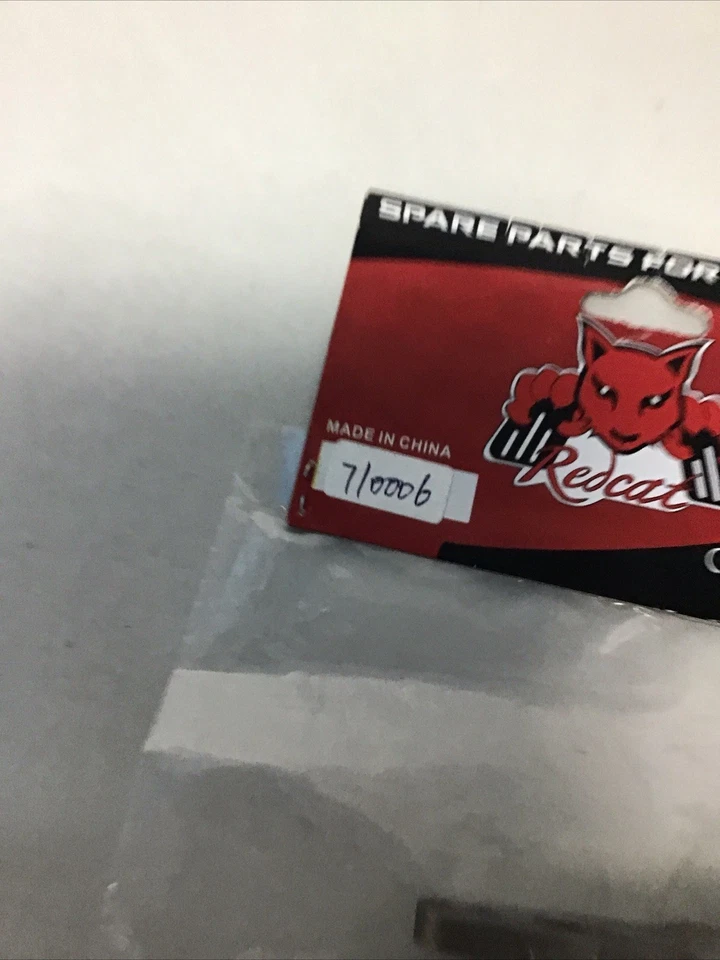 SPARE PARTS FOR
MADE IN CHINA
710006
Redcat